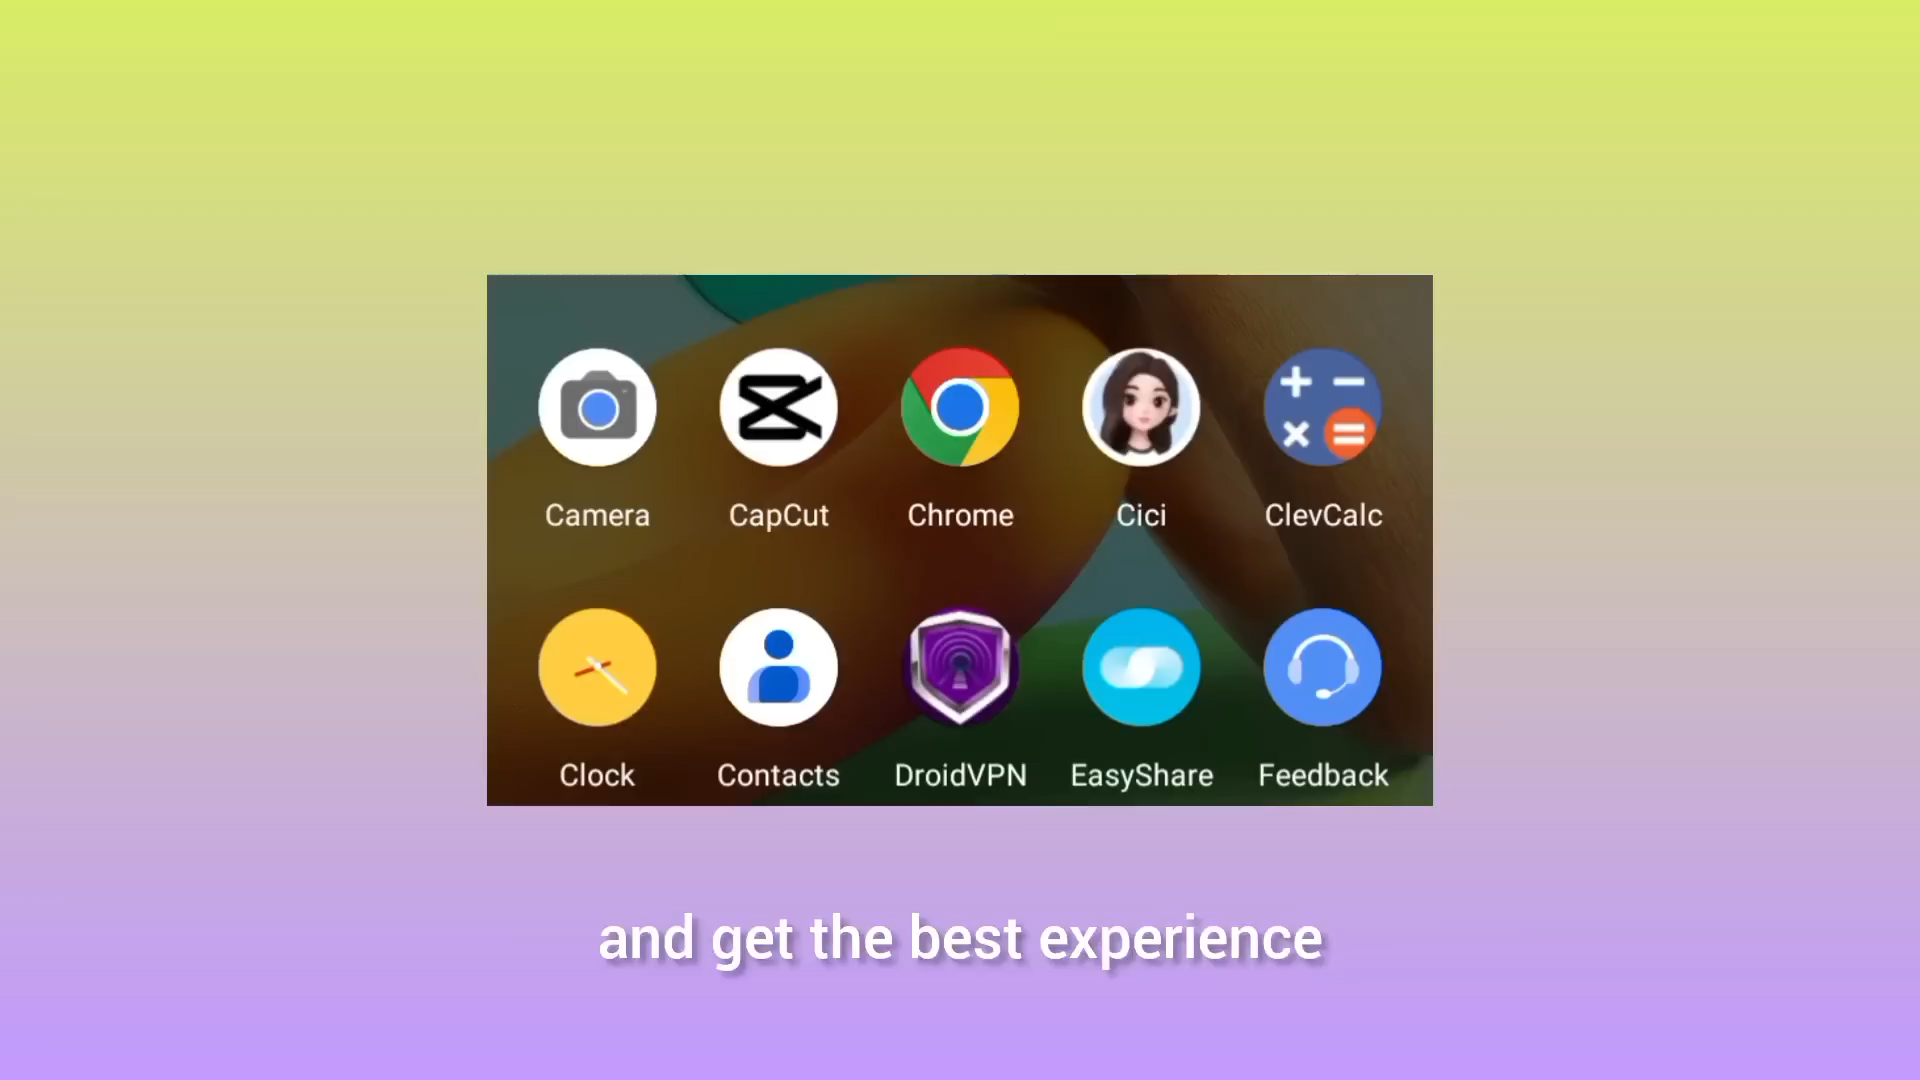 Camera CapCut Chrome Cici ClevCalc
Clock Contacts DroidVPN EasyShare Feedback
and get the best experience